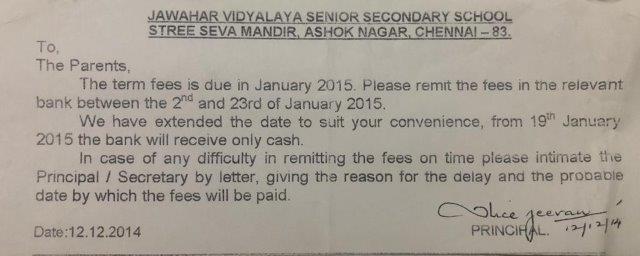 JAWAHAR VIDYALAYA SENIOR SECONDARY SCHOOL
STREE SEVA MANDIR, ASHOK NAGAR, CHENNAI – 83.
To,
The Parents,
The term fees is due in January 2015. Please remit the fees in the relevant
bank between the 2nd and 23rd of January 2015.
We have extended the date to suit your convenience, from 19th January
2015 the bank will receive only cash.
In case of any difficulty in remitting the fees on time please intimate the
Principal / Secretary by letter, giving the reason for the delay and the probable
date by which the fees will be paid.
Alice Jeevan
Date:12.12.2014 PRINCIPAL. 12/12/14